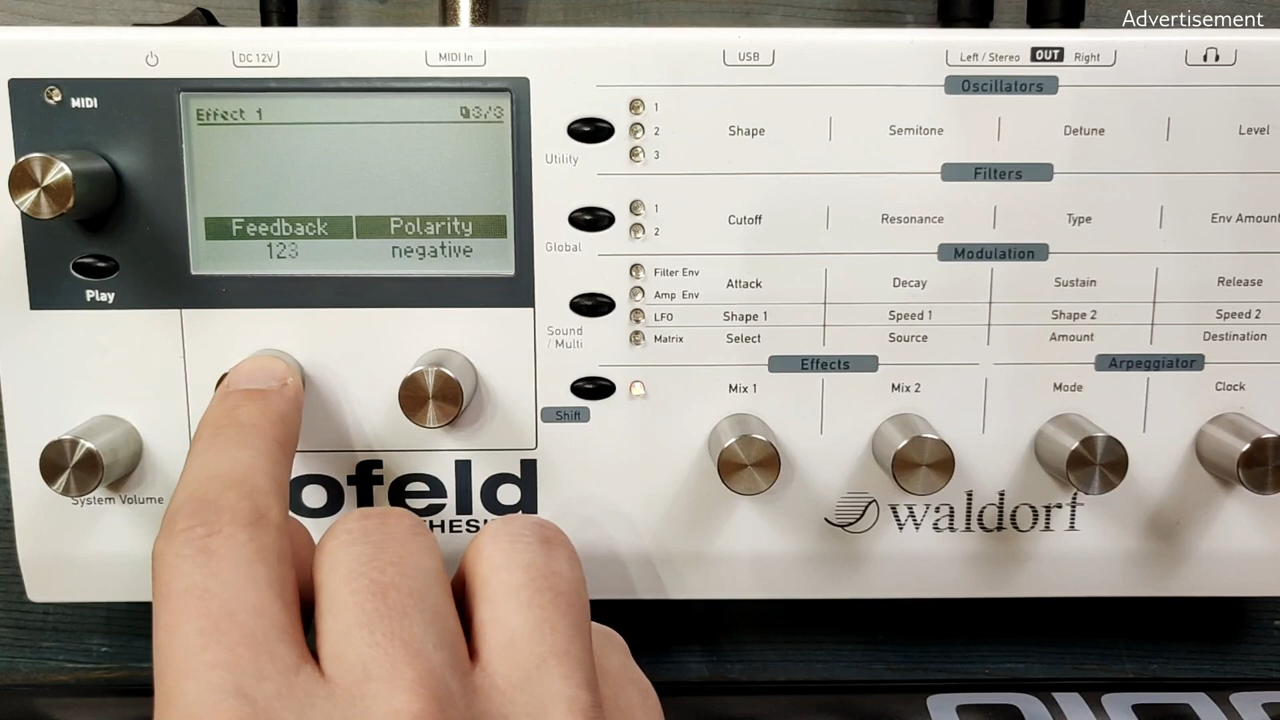 Advertisement
DC 12V
MIDI In
USB
Left / Stereo OUT Right
MIDI
Effect 1
3/3
Feedback Polarity
123 negative
Play
System Volume
ofeld
Oscillators
Utility
1
2
3
Shape Semitone Detune Level
Filters
Global
1
2
Cutoff Resonance Type Env Amount
Modulation
Sound
/ Multi
Filter Env Attack Decay Sustain Release
Amp Env
LFO Shape 1 Speed 1 Shape 2 Speed 2
Matrix Select Source Amount Destination
Effects Arpeggiator
Shift
Mix 1 Mix 2 Mode Clock
waldorf